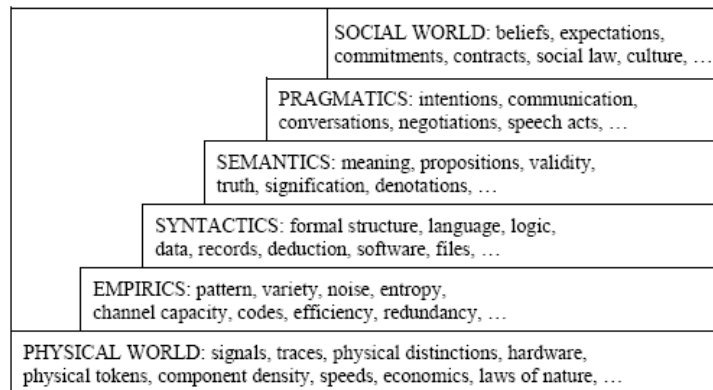 SOCIAL WORLD: beliefs, expectations,
commitments, contracts, social law, culture, …
PRAGMATICS: intentions, communication,
conversations, negotiations, speech acts, …
SEMANTICS: meaning, propositions, validity,
truth, signification, denotations, …
SYNTACTICS: formal structure, language, logic,
data, records, deduction, software, files, …
EMPIRICS: pattern, variety, noise, entropy,
channel capacity, codes, efficiency, redundancy, …
PHYSICAL WORLD: signals, traces, physical distinctions, hardware,
physical tokens, component density, speeds, economics, laws of nature, …